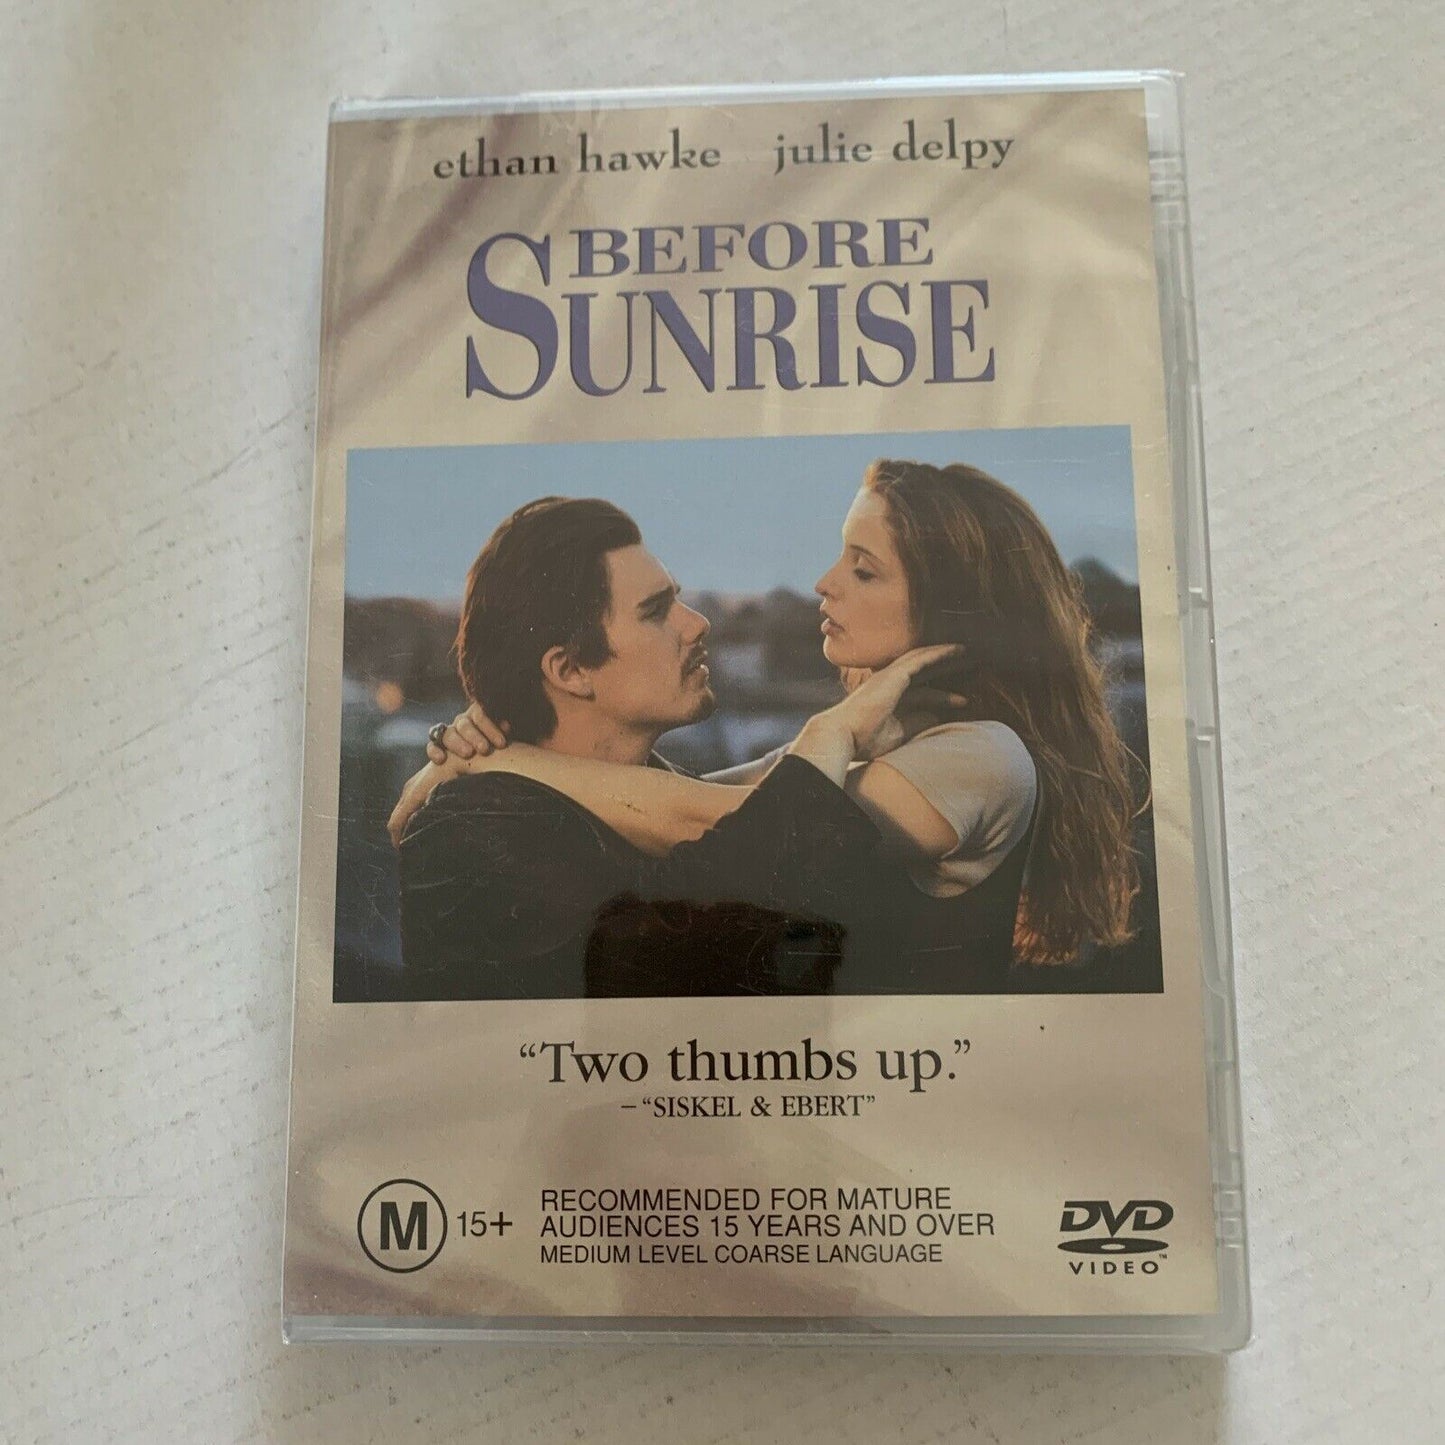 ethan hawke julie delpy
BEFORE
SUNRISE
“Two thumbs up.”
–“SISKEL & EBERT”
M 15+
RECOMMENDED FOR MATURE
AUDIENCES 15 YEARS AND OVER
MEDIUM LEVEL COARSE LANGUAGE
DVD
VIDEO™